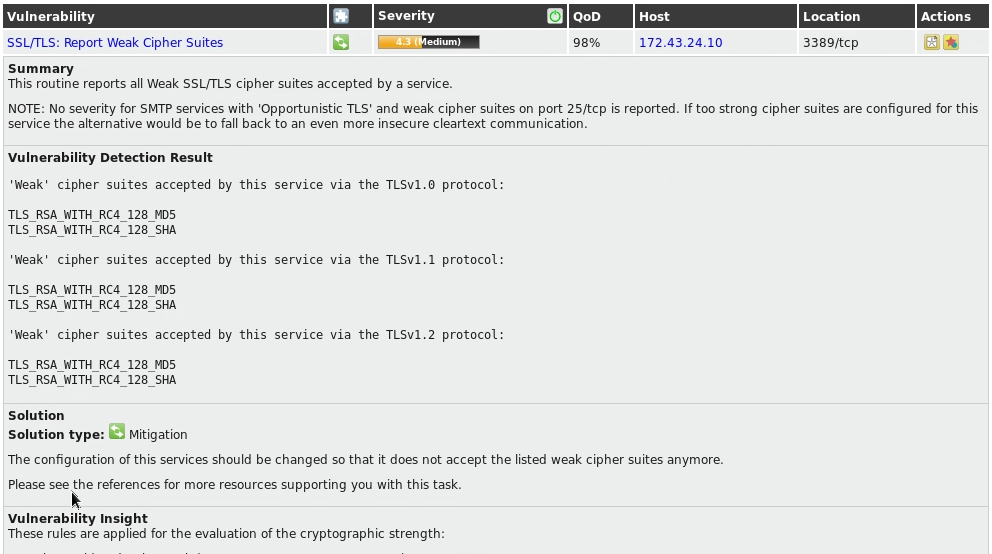 Vulnerability Severity QoD Host Location Actions
SSL/TLS: Report Weak Cipher Suites 4.3 (Medium) 98% 172.43.24.10 3389/tcp
Summary
This routine reports all Weak SSL/TLS cipher suites accepted by a service.
NOTE: No severity for SMTP services with 'Opportunistic TLS' and weak cipher suites on port 25/tcp is reported. If too strong cipher suites are configured for this
service the alternative would be to fall back to an even more insecure cleartext communication.
Vulnerability Detection Result
'Weak' cipher suites accepted by this service via the TLSv1.0 protocol:
TLS_RSA_WITH_RC4_128_MD5
TLS_RSA_WITH_RC4_128_SHA
'Weak' cipher suites accepted by this service via the TLSv1.1 protocol:
TLS_RSA_WITH_RC4_128_MD5
TLS_RSA_WITH_RC4_128_SHA
'Weak' cipher suites accepted by this service via the TLSv1.2 protocol:
TLS_RSA_WITH_RC4_128_MD5
TLS_RSA_WITH_RC4_128_SHA
Solution
Solution type: Mitigation
The configuration of this services should be changed so that it does not accept the listed weak cipher suites anymore.
Please see the references for more resources supporting you with this task.
Vulnerability Insight
These rules are applied for the evaluation of the cryptographic strength: